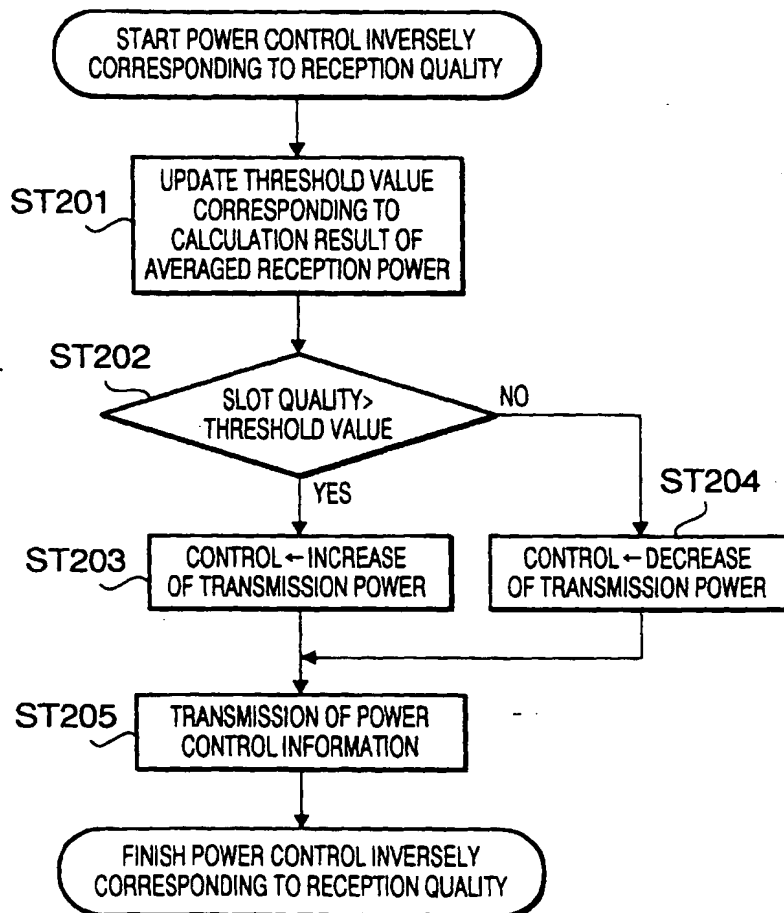 START POWER CONTROL INVERSELY
CORRESPONDING TO RECEPTION QUALITY
ST201
UPDATE THRESHOLD VALUE
CORRESPONDING TO
CALCULATION RESULT OF
AVERAGED RECEPTION POWER
ST202
SLOT QUALITY>
THRESHOLD VALUE
NO
YES
ST203
CONTROL←INCREASE
OF TRANSMISSION POWER
ST204
CONTROL←DECREASE
OF TRANSMISSION POWER
ST205
TRANSMISSION OF POWER
CONTROL INFORMATION
FINISH POWER CONTROL INVERSELY
CORRESPONDING TO RECEPTION QUALITY